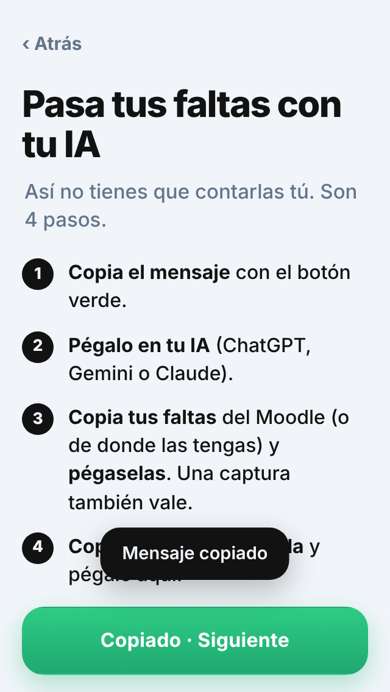 ‹ Atrás
Pasa tus faltas con
tu IA
Así no tienes que contarlas tú. Son
4 pasos.
1 Copia el mensaje con el botón
verde.
2 Pégalo en tu IA (ChatGPT,
Gemini o Claude).
3 Copia tus faltas del Moodle (o
de donde las tengas) y
pégaselas. Una captura
también vale.
4 y
Mensaje copiado
Copiado · Siguiente